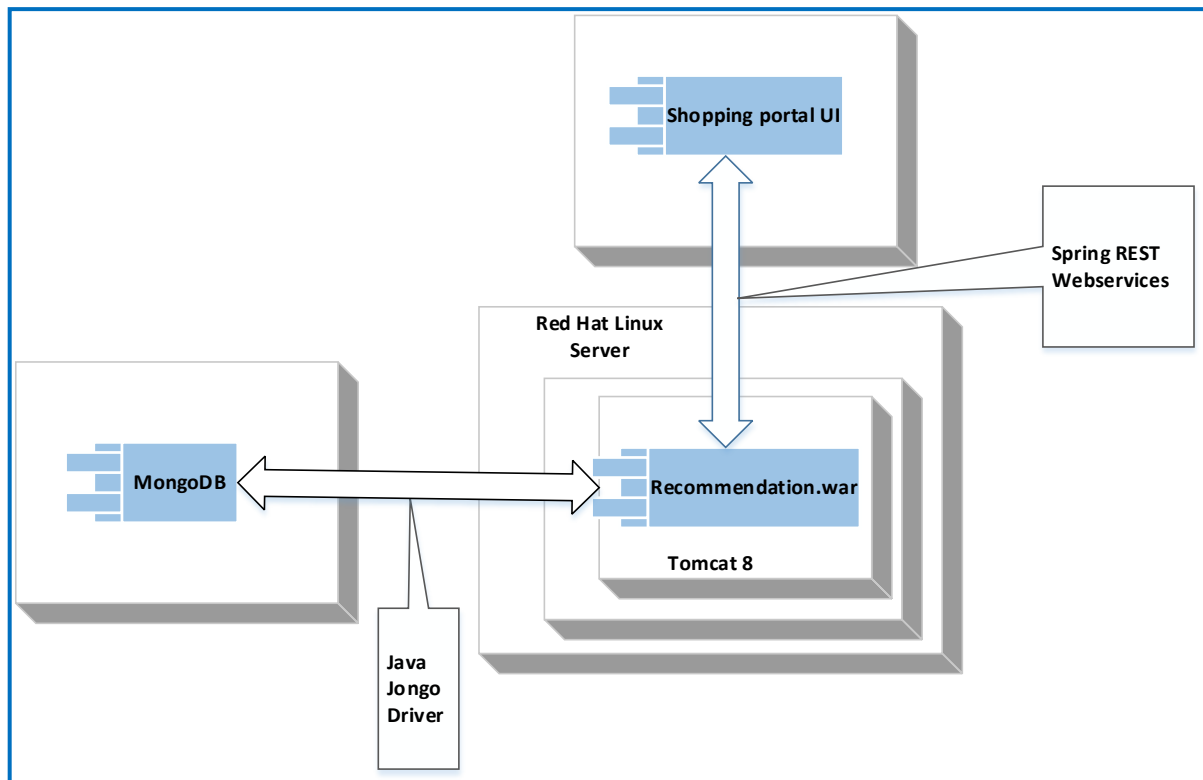 Shopping portal UI
Spring REST
Webservices
Red Hat Linux
Server
MongoDB
Recommendation.war
Tomcat 8
Java
Jongo
Driver